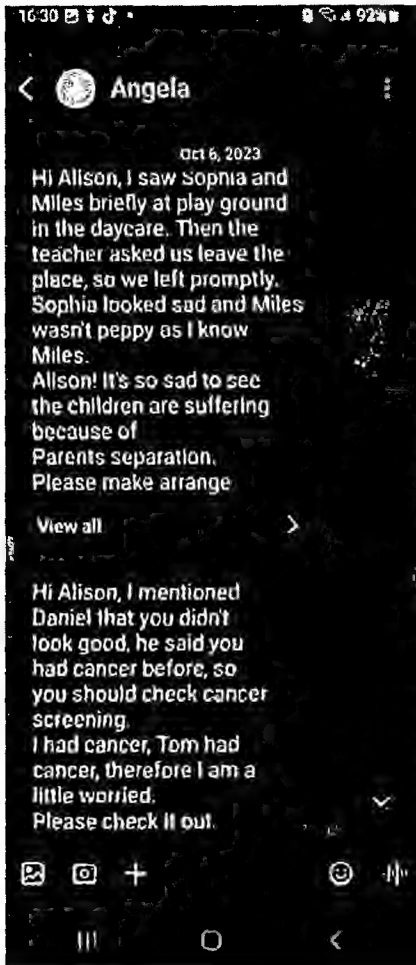 16:30
92%
Angela
Oct 6, 2023
Hi Alison, I saw Sophia and
Miles briefly at play ground
in the daycare. Then the
teacher asked us leave the
place, so we left promptly.
Sophia looked sad and Miles
wasn't peppy as I know
Miles.
Alison! It's so sad to see
the children are suffering
because of
Parents separation.
Please make arrange
View all
Hi Alison, I mentioned
Daniel that you didn't
look good, he said you
had cancer before, so
you should check cancer
screening.
I had cancer, Tom had
cancer, therefore I am a
little worried.
Please check it out.